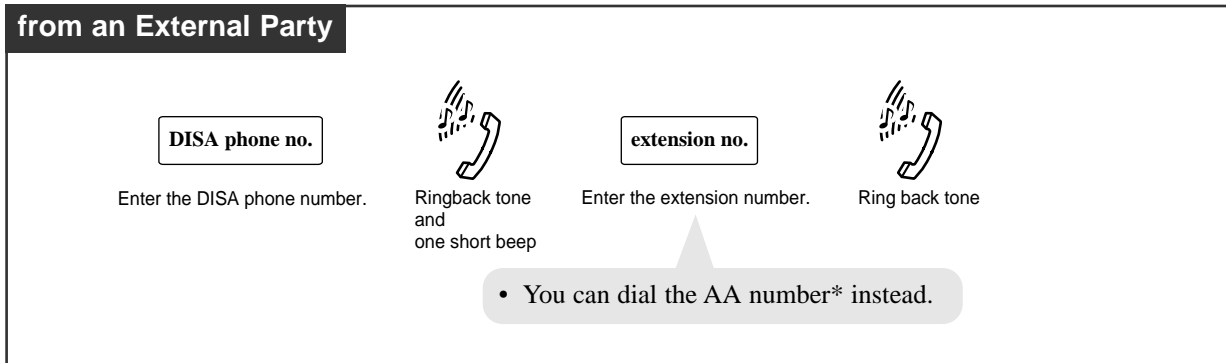 from an External Party
DISA phone no.
extension no.
Enter the DISA phone number.
Ringback tone
and
one short beep
Enter the extension number.
Ring back tone
• You can dial the AA number* instead.